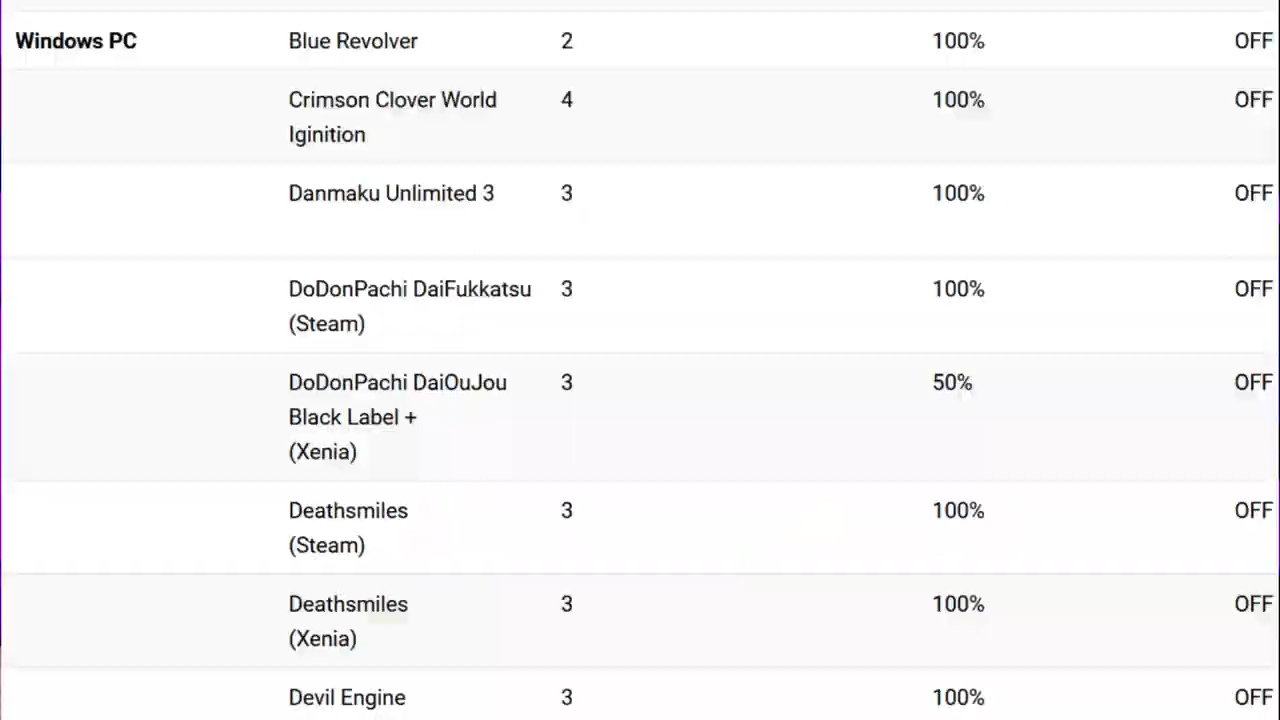 Windows PC Blue Revolver 2 100% OFF
Crimson Clover World 4 100% OFF
Iginition
Danmaku Unlimited 3 3 100% OFF
DoDonPachi DaiFukkatsu 3 100% OFF
(Steam)
DoDonPachi DaiOuJou 3 50% OFF
Black Label +
(Xenia)
Deathsmiles 3 100% OFF
(Steam)
Deathsmiles 3 100% OFF
(Xenia)
Devil Engine 3 100% OFF